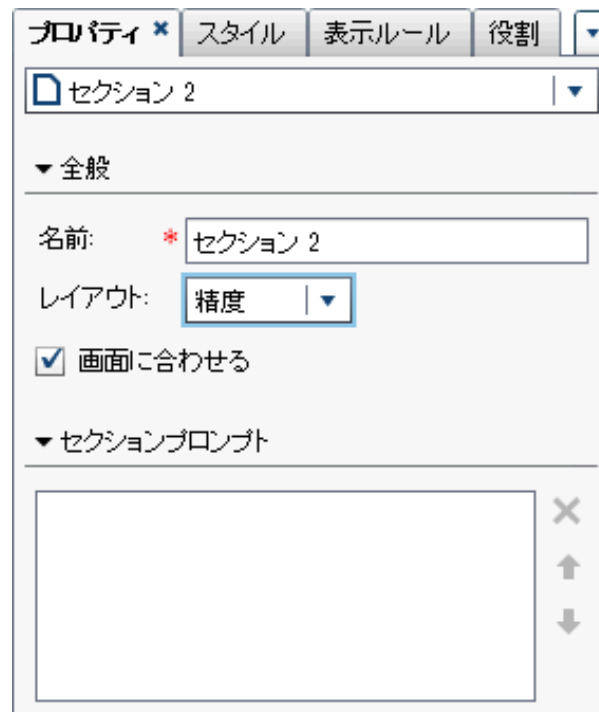 プロパティ スタイル 表示ルール 役割
セクション 2
全般
名前: * セクション 2
レイアウト: 精度
画面に合わせる
セクションプロンプト